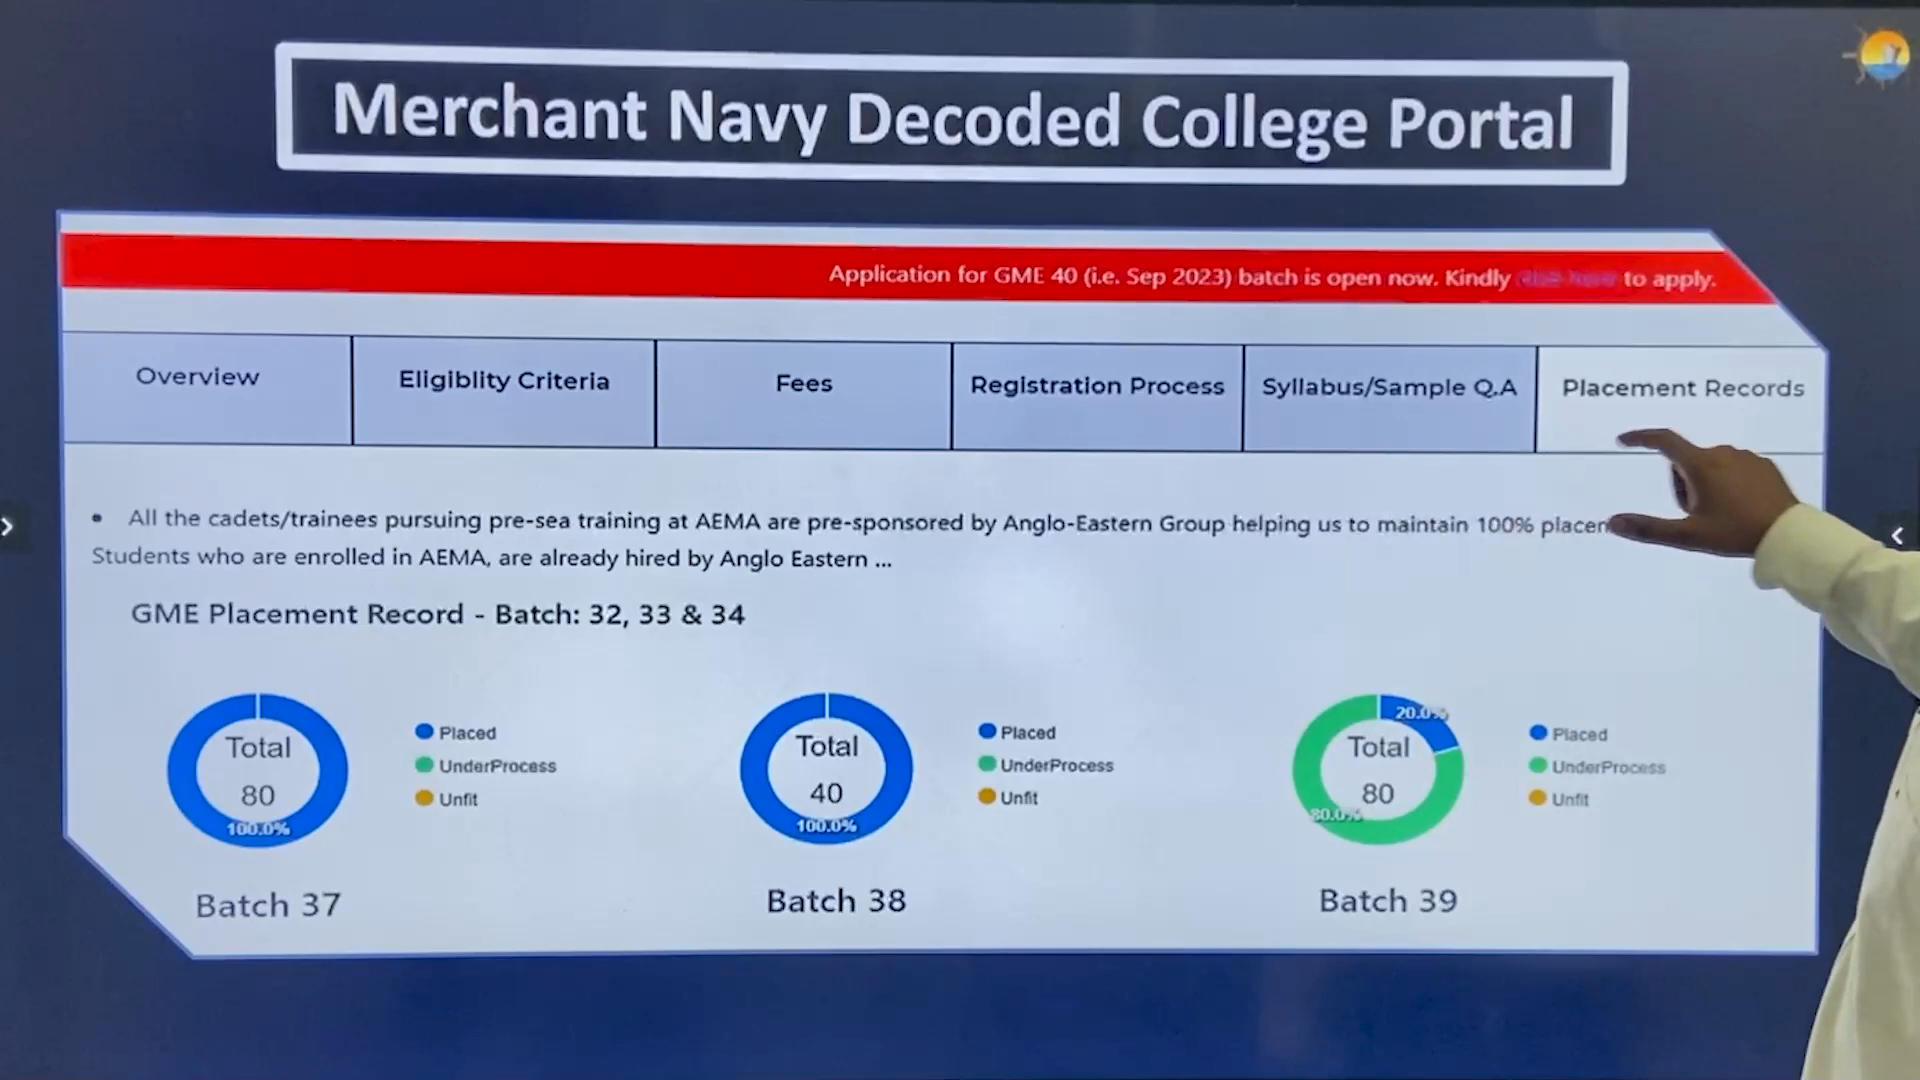 Merchant Navy Decoded College Portal
Application for GME 40 (i.e. Sep 2023) batch is open now. Kindly to apply.
Overview
Eligiblity Criteria
Fees
Registration Process
Syllabus/Sample Q.A
Placement Records
• All the cadets/trainees pursuing pre-sea training at AEMA are pre-sponsored by Anglo-Eastern Group helping us to maintain 100%
Students who are enrolled in AEMA, are already hired by Anglo Eastern ...
GME Placement Record - Batch: 32, 33 & 34
Total
80
100.0%
Placed
UnderProcess
Unfit
Batch 37
Total
40
100.0%
Placed
UnderProcess
Unfit
Batch 38
20.0%
Total
80
80.0%
Placed
UnderProcess
Unfit
Batch 39